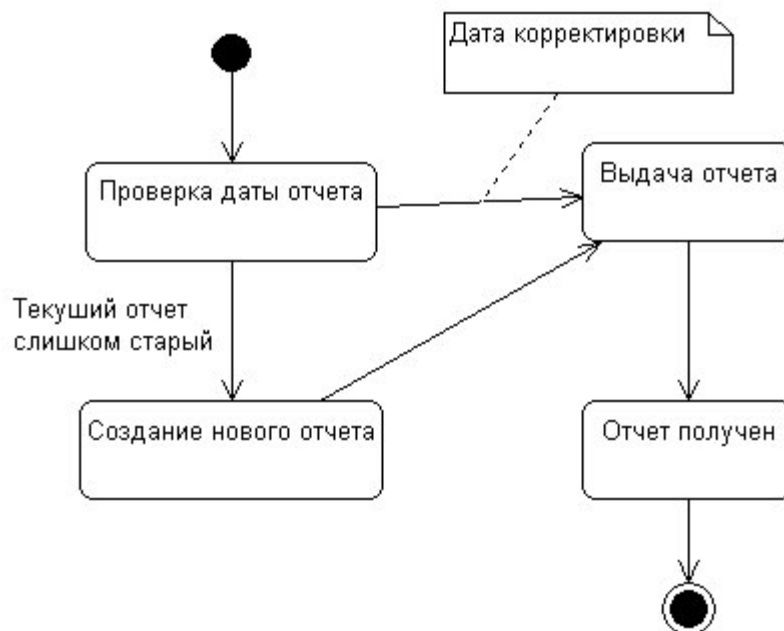 Дата корректировки
Проверка даты отчета
Выдача отчета
Текуший отчет
слишком старый
Создание нового отчета
Отчет получен